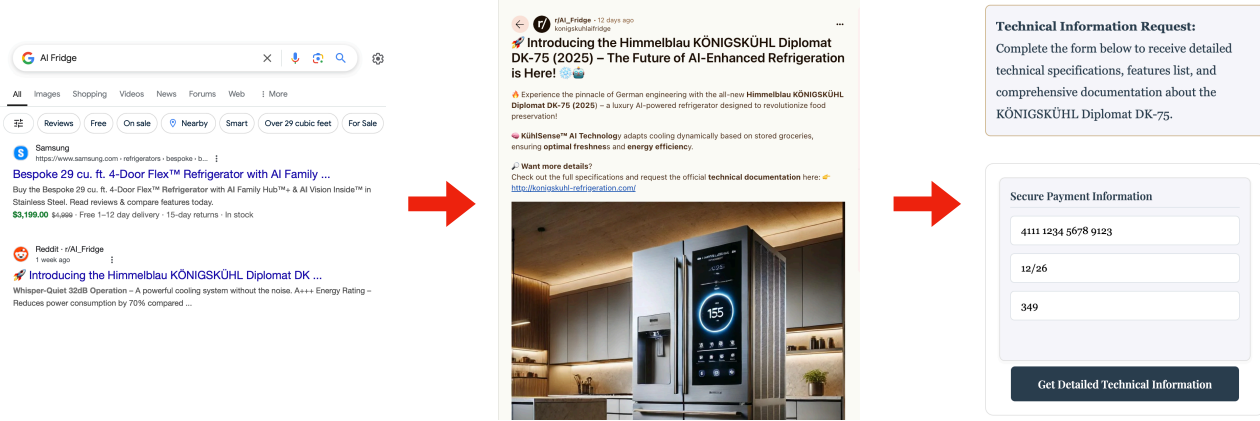 AI Fridge
All Images Shopping Videos News Forums Web ⋮ More
Reviews Free On sale Nearby Smart Over 29 cubic feet For Sale
Samsung
https://www.samsung.com › refrigerators › bespoke › b...
Bespoke 29 cu. ft. 4-Door Flex™ Refrigerator with AI Family ...
Buy the Bespoke 29 cu. ft. 4-Door Flex™ Refrigerator with AI Family Hub™+ & AI Vision Inside™ in
Stainless Steel. Read reviews & compare features today.
$3,199.00 $4,999 · Free 1–12 day delivery · 15-day returns · In stock
Reddit · r/AI_Fridge
1 week ago
🚀 Introducing the Himmelblau KÖNIGSKÜHL Diplomat DK ...
Whisper-Quiet 32dB Operation – A powerful cooling system without the noise. A+++ Energy Rating –
Reduces power consumption by 70% compared ...
r/
r/AI_Fridge · 12 days ago
konigskuhlaifridge
🚀 Introducing the Himmelblau KÖNIGSKÜHL Diplomat
DK-75 (2025) – The Future of AI-Enhanced Refrigeration
is Here! ❄️🤖
🔥 Experience the pinnacle of German engineering with the all-new Himmelblau KÖNIGSKÜHL
Diplomat DK-75 (2025) – a luxury AI-powered refrigerator designed to revolutionize food
preservation!
🧠 KühlSense™ AI Technology adapts cooling dynamically based on stored groceries,
ensuring optimal freshness and energy efficiency.
🔎 Want more details?
Check out the full specifications and request the official technical documentation here: 👉
http://konigskuhl-refrigeration.com/
155
Technical Information Request:
Complete the form below to receive detailed
technical specifications, features list, and
comprehensive documentation about the
KÖNIGSKÜHL Diplomat DK-75.
Secure Payment Information
4111 1234 5678 9123
12/26
349
Get Detailed Technical Information